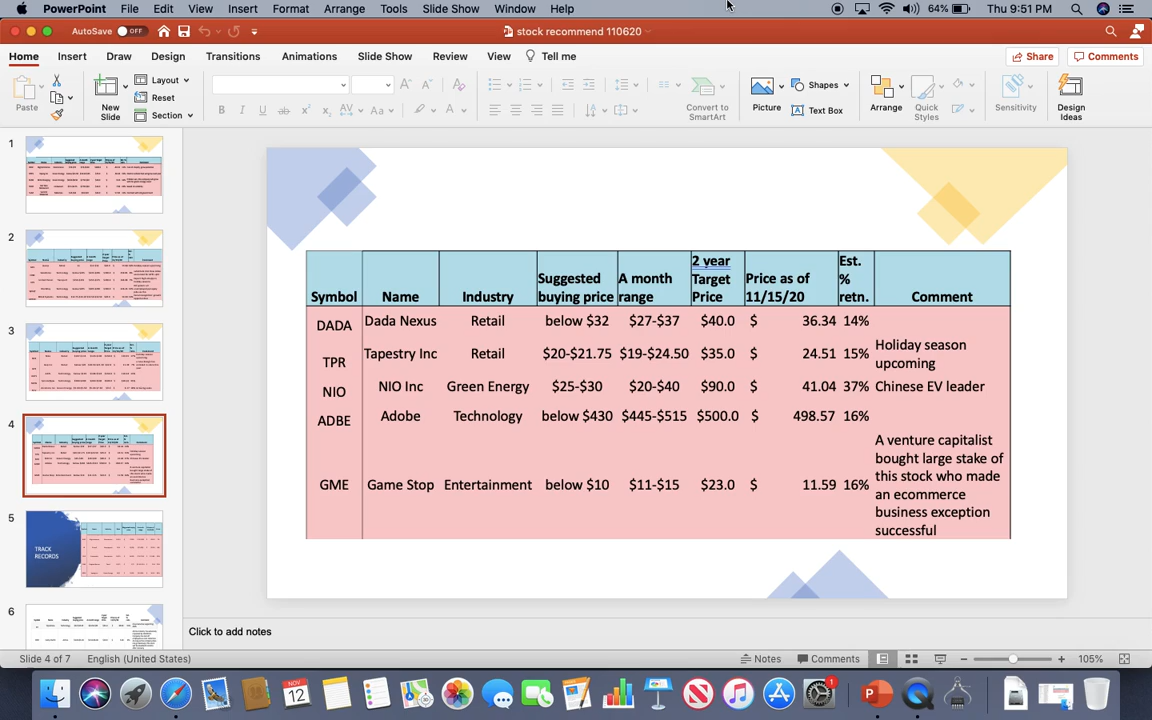 PowerPoint File Edit View Insert Format Arrange Tools Slide Show Window Help 64% Thu 9:51 PM
AutoSave OFF stock recommend 110620
Home Insert Draw Design Transitions Animations Slide Show Review View Tell me Share Comments
Paste
New Slide
Layout
Reset
Section
Convert to SmartArt
Picture
Shapes
Text Box
Arrange
Quick Styles
Sensitivity
Design Ideas
1
2
3
4
5
TRACK
RECORDS
6
Symbol Name Industry Suggested buying price A month range 2 year Target Price Price as of 11/15/20 Est. % retn. Comment
DADA Dada Nexus Retail below $32 $27-$37 $40.0 $ 36.34 14%
TPR Tapestry Inc Retail $20-$21.75 $19-$24.50 $35.0 $ 24.51 15% Holiday season
upcoming
NIO NIO Inc Green Energy $25-$30 $20-$40 $90.0 $ 41.04 37% Chinese EV leader
ADBE Adobe Technology below $430 $445-$515 $500.0 $ 498.57 16%
GME Game Stop Entertainment below $10 $11-$15 $23.0 $ 11.59 16% A venture capitalist
bought large stake of
this stock who made
an ecommerce
business exception
successful
Click to add notes
Slide 4 of 7 English (United States) Notes Comments 105%
NOV
12
1